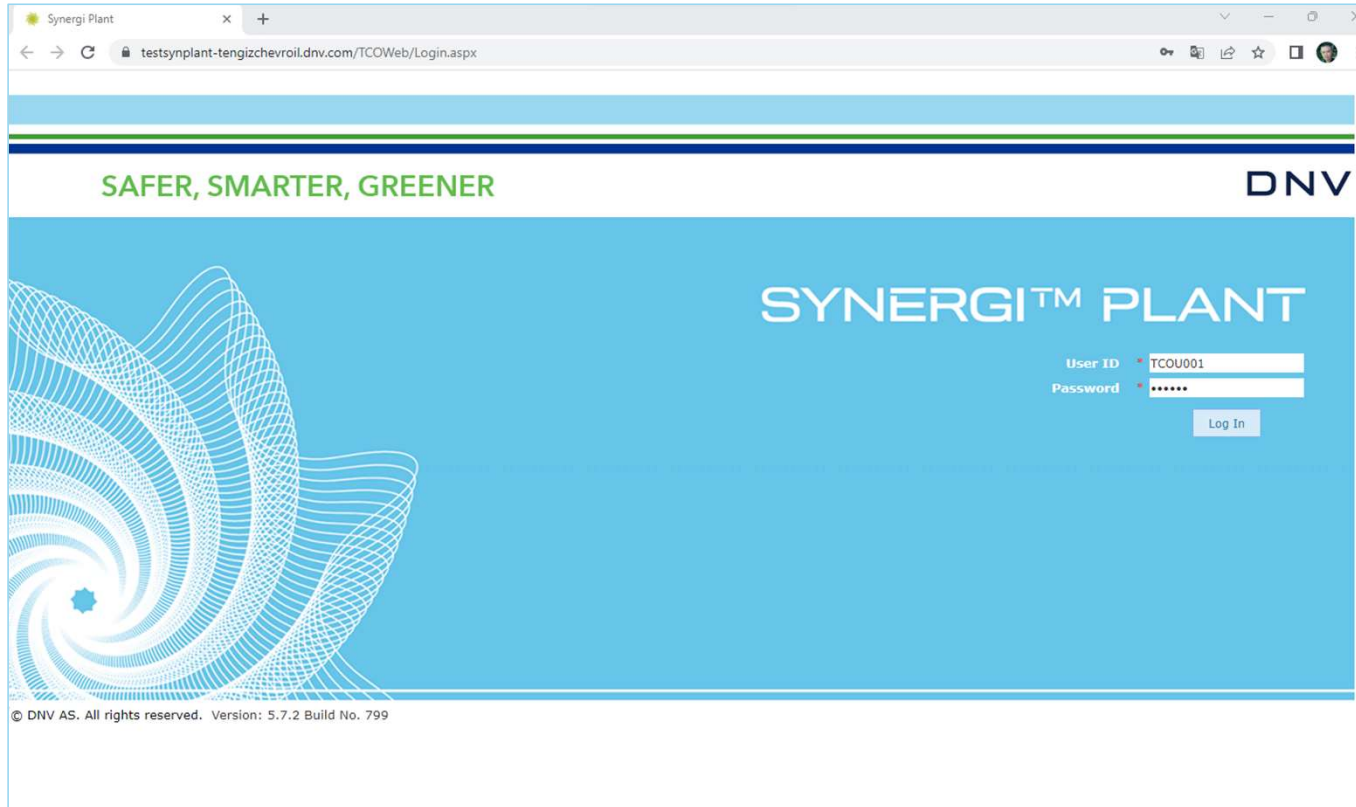 Synergi Plant
testsynplant-tengizchevroil.dnv.com/TCOWeb/Login.aspx
SAFER, SMARTER, GREENER
DNV
SYNERGI™ PLANT
User ID * TCOU001
Password * ••••••
Log In
© DNV AS. All rights reserved. Version: 5.7.2 Build No. 799